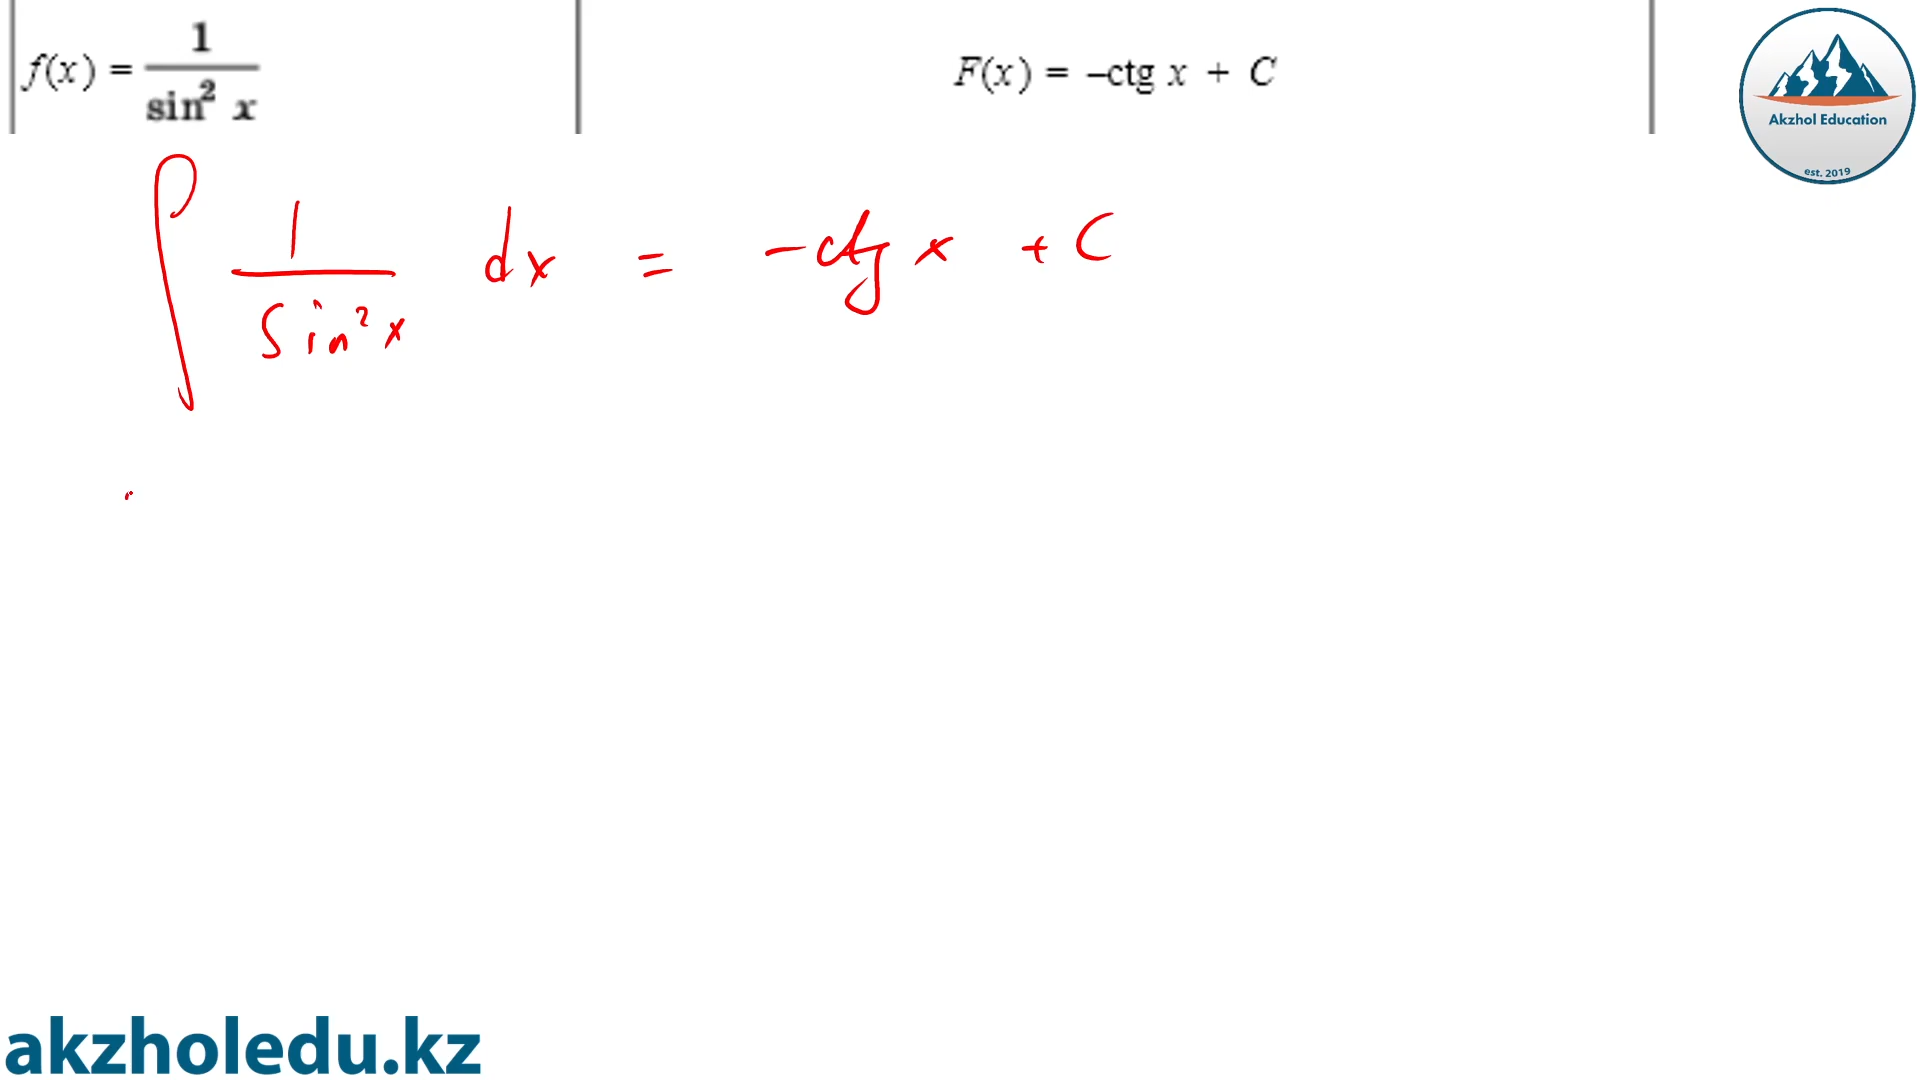 f(x) = 1/sin² x
F(x) = –ctg x + C
Akzhol Education
est. 2019
∫ 1/sin²x dx = -ctg x + C
akzholedu.kz